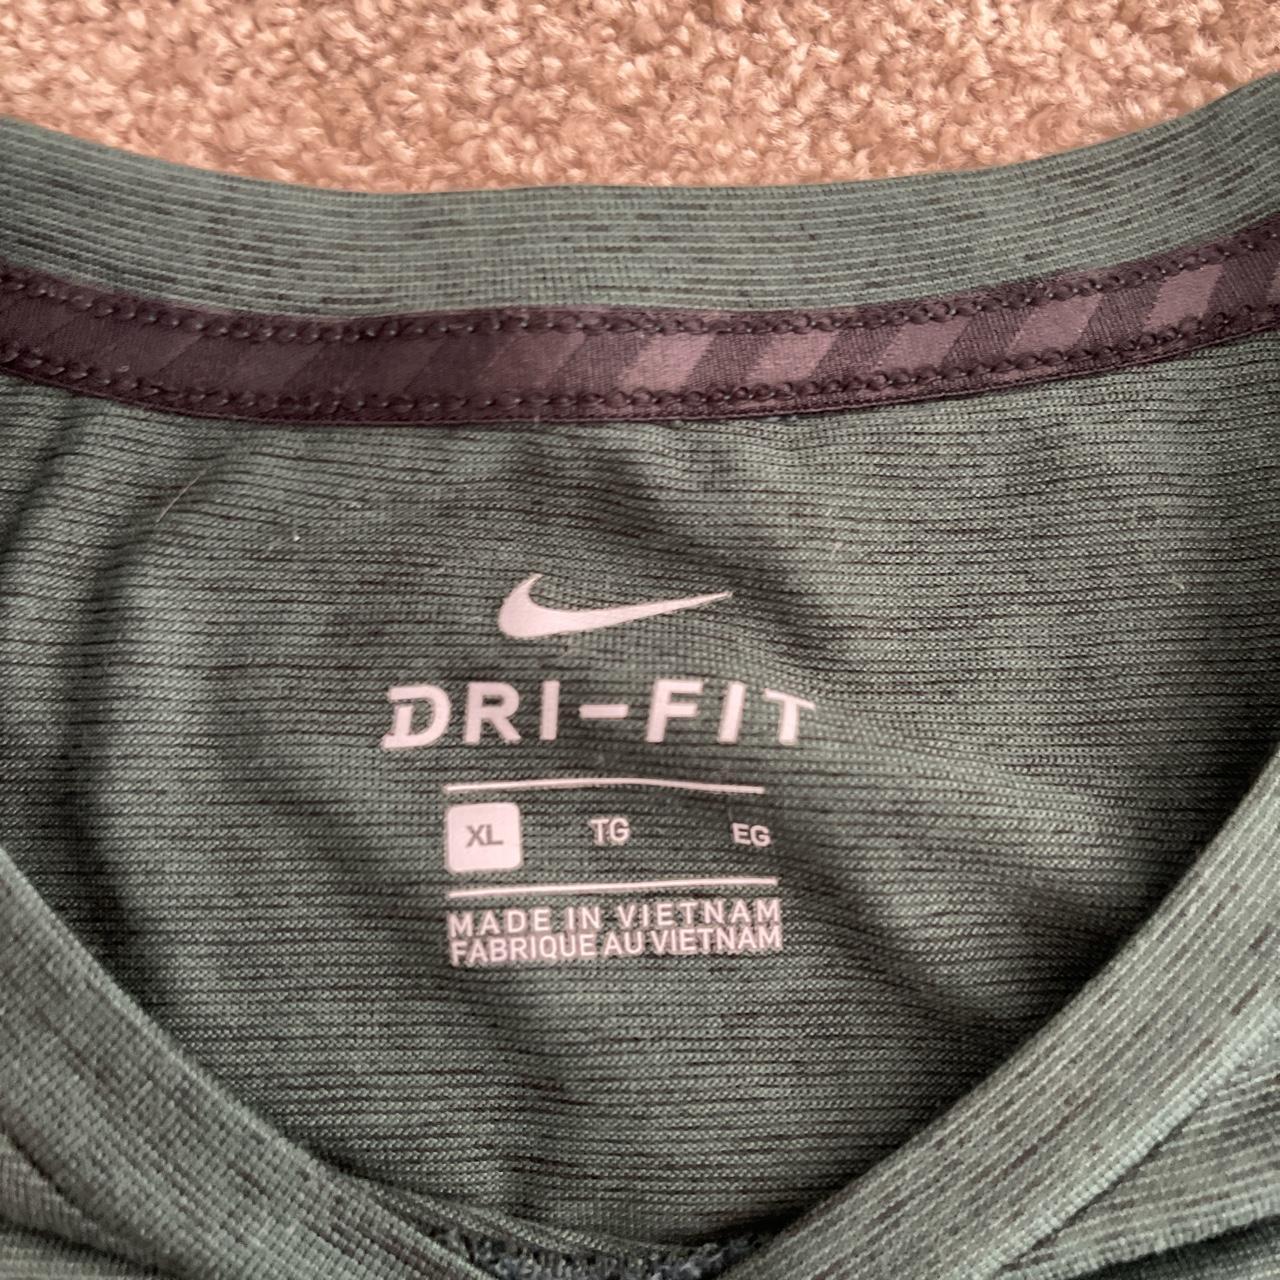 DRI-FIT
XL TG EG
MADE IN VIETNAM
FABRIQUE AU VIETNAM